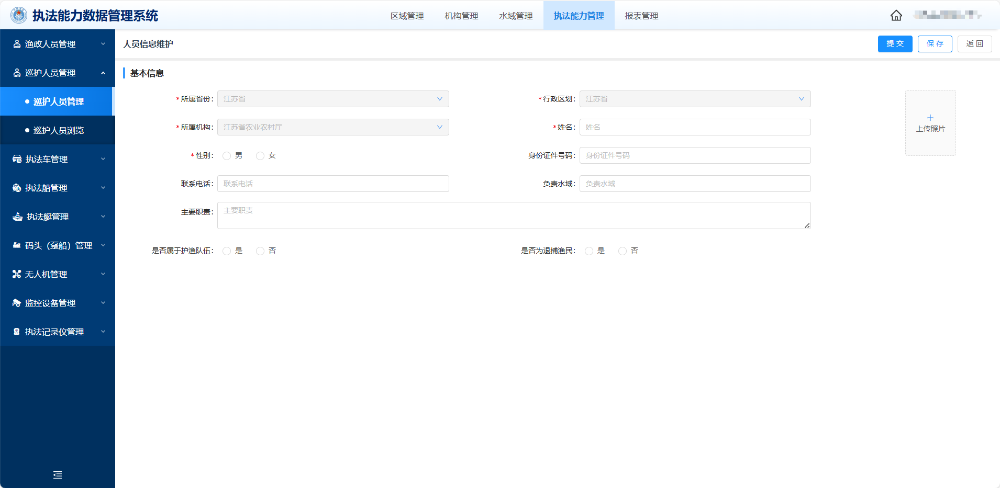 执法能力数据管理系统
区域管理 机构管理 水域管理 执法能力管理 报表管理
渔政人员管理
巡护人员管理
巡护人员管理
巡护人员浏览
执法车管理
执法船管理
执法艇管理
码头（趸船）管理
无人机管理
监控设备管理
执法记录仪管理
人员信息维护
提交 保存 返回
基本信息
*所属省份： 江苏省 *行政区划： 江苏省
*所属机构： 江苏省农业农村厅 *姓名： 姓名
*性别： 男 女 身份证件号码： 身份证件号码
联系电话： 联系电话 负责水域： 负责水域
主要职责： 主要职责
是否属于护渔队伍： 是 否 是否为退捕渔民： 是 否
+
上传照片